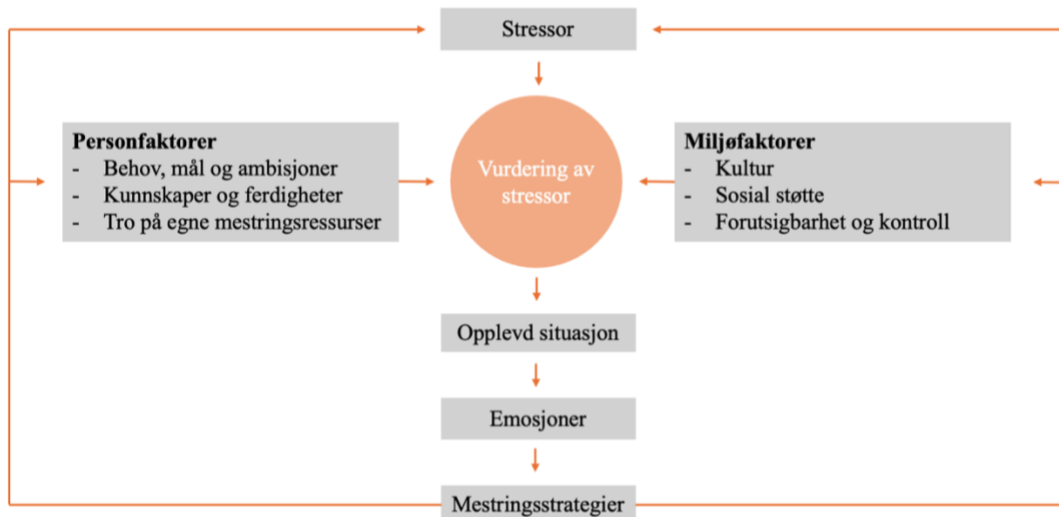 Stressor
Personfaktorer
- Behov, mål og ambisjoner
- Kunnskaper og ferdigheter
- Tro på egne mestringsressurser
Vurdering av
stressor
Miljøfaktorer
- Kultur
- Sosial støtte
- Forutsigbarhet og kontroll
Opplevd situasjon
Emosjoner
Mestringsstrategier